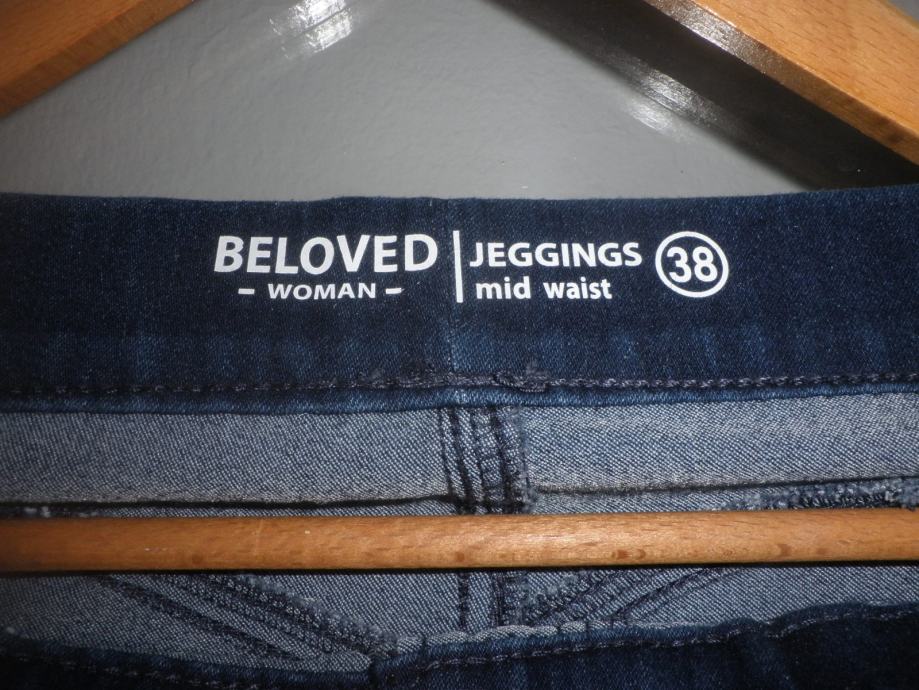 BELOVED
- WOMAN -
JEGGINGS
mid waist
38